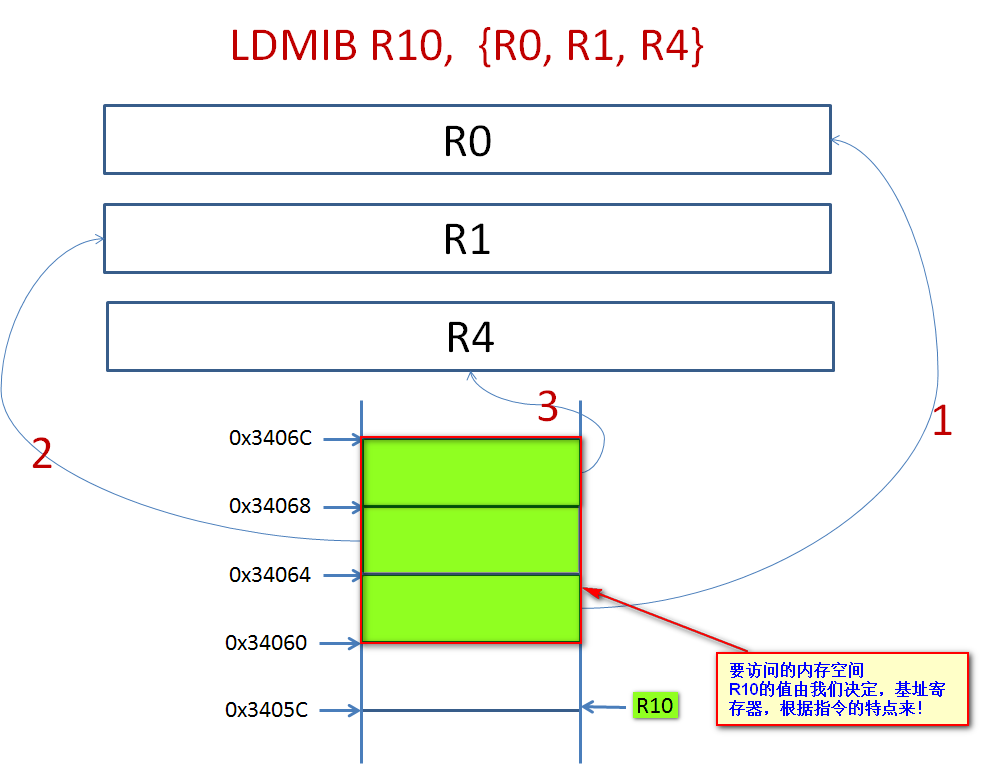 LDMIB R10, {R0, R1, R4}
R0
R1
R4
3
1
2
0x3406C
0x34068
0x34064
0x34060
0x3405C
R10
要访问的内存空间
R10的值由我们决定，基址寄
存器，根据指令的特点来！